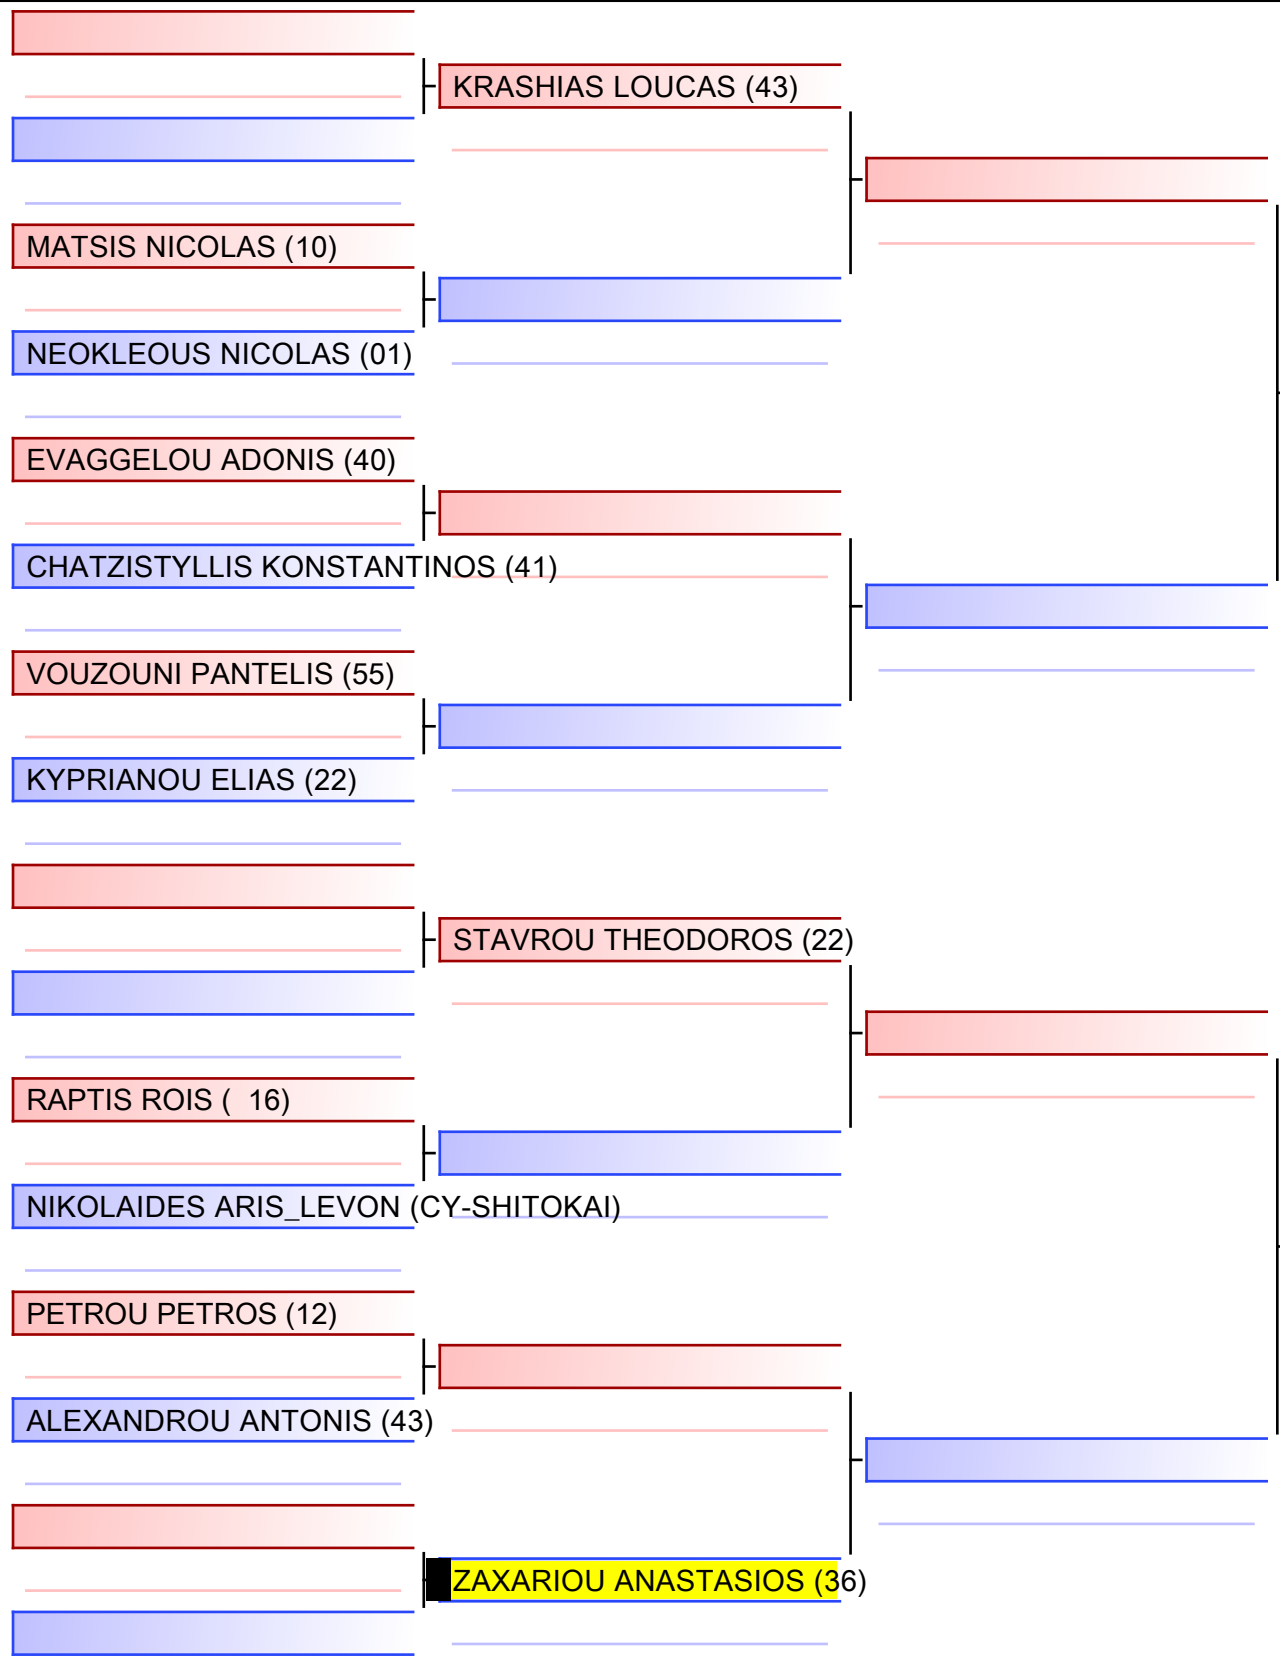 KRASHIAS LOUCAS (43)
MATSIS NICOLAS (10)
NEOKLEOUS NICOLAS (01)
EVAGGELOU ADONIS (40)
CHATZISTYLLIS KONSTANTINOS (41)
VOUZOUNI PANTELIS (55)
KYPRIANOU ELIAS (22)
STAVROU THEODOROS (22)
RAPTIS ROIS (  16)
NIKOLAIDES ARIS_LEVON (CY-SHITOKAI)
PETROU PETROS (12)
ALEXANDROU ANTONIS (43)
ZAXARIOU ANASTASIOS (36)